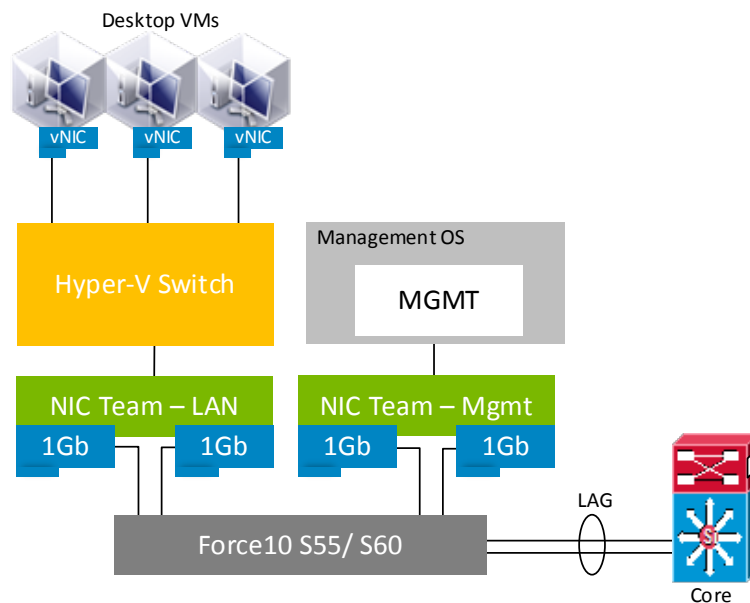 Desktop VMs
vNIC vNIC vNIC
Hyper-V Switch
Management OS
MGMT
NIC Team – LAN
NIC Team – Mgmt
1Gb 1Gb 1Gb 1Gb
Force10 S55/ S60
LAG
Si
Core